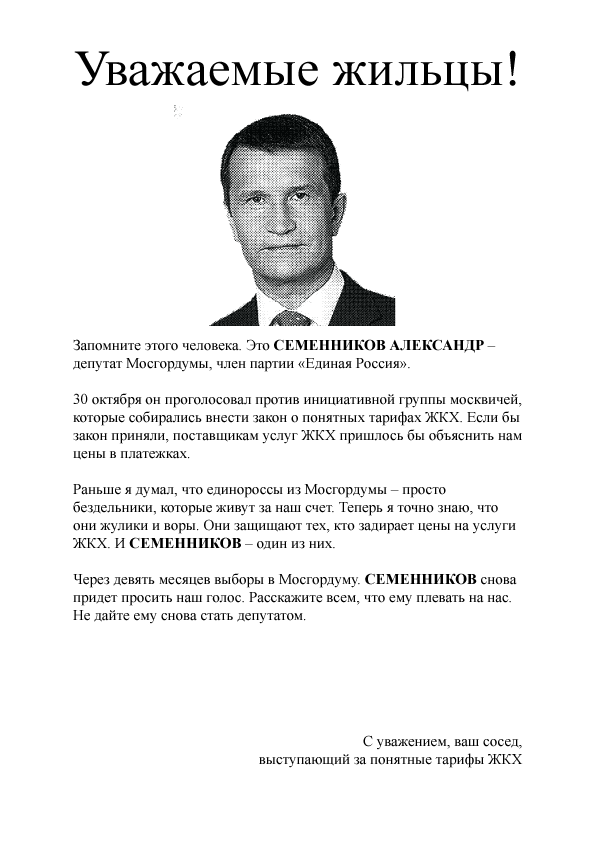 Уважаемые жильцы!
Запомните этого человека. Это СЕМЕННИКОВ АЛЕКСАНДР –
депутат Мосгордумы, член партии «Единая Россия».
30 октября он проголосовал против инициативной группы москвичей,
которые собирались внести закон о понятных тарифах ЖКХ. Если бы
закон приняли, поставщикам услуг ЖКХ пришлось бы объяснить нам
цены в платежках.
Раньше я думал, что единороссы из Мосгордумы – просто
бездельники, которые живут за наш счет. Теперь я точно знаю, что
они жулики и воры. Они защищают тех, кто задирает цены на услуги
ЖКХ. И СЕМЕННИКОВ – один из них.
Через девять месяцев выборы в Мосгордуму. СЕМЕННИКОВ снова
придет просить наш голос. Расскажите всем, что ему плевать на нас.
Не дайте ему снова стать депутатом.
С уважением, ваш сосед,
выступающий за понятные тарифы ЖКХ